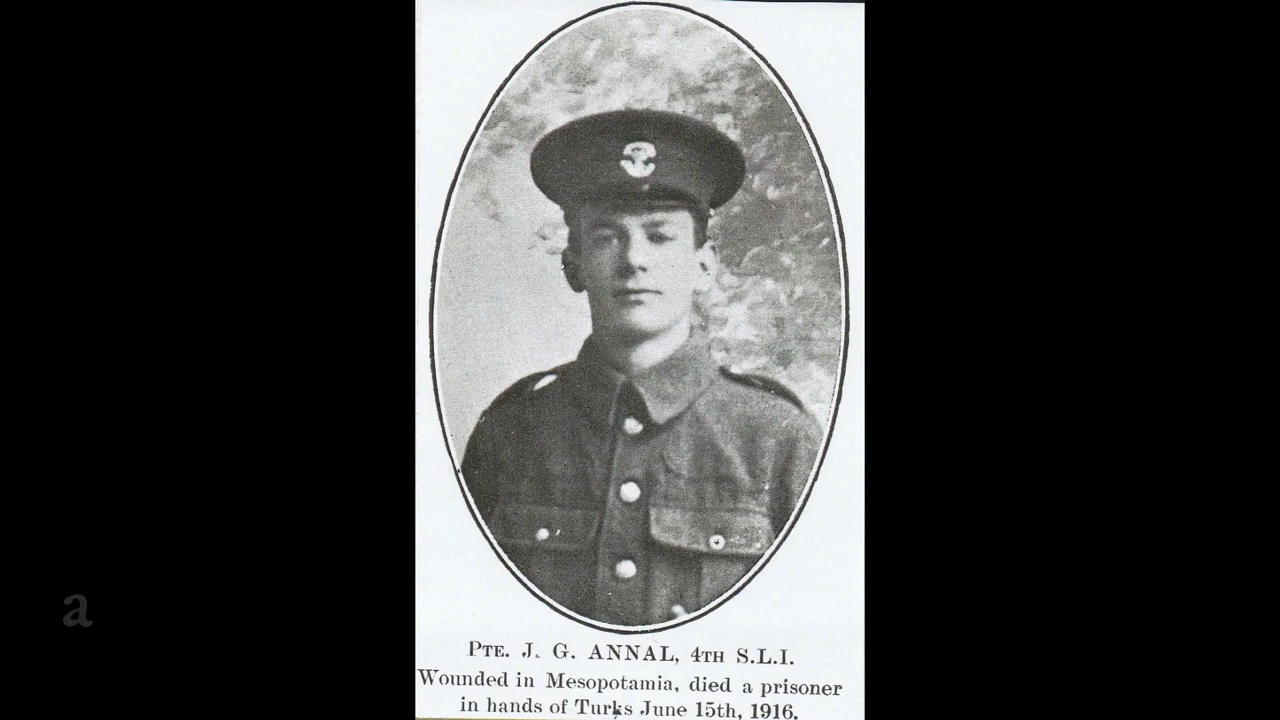 PTE. J. G. ANNAL, 4TH S.L.I.
Wounded in Mesopotamia, died a prisoner
in hands of Turks June 15th, 1916.
a